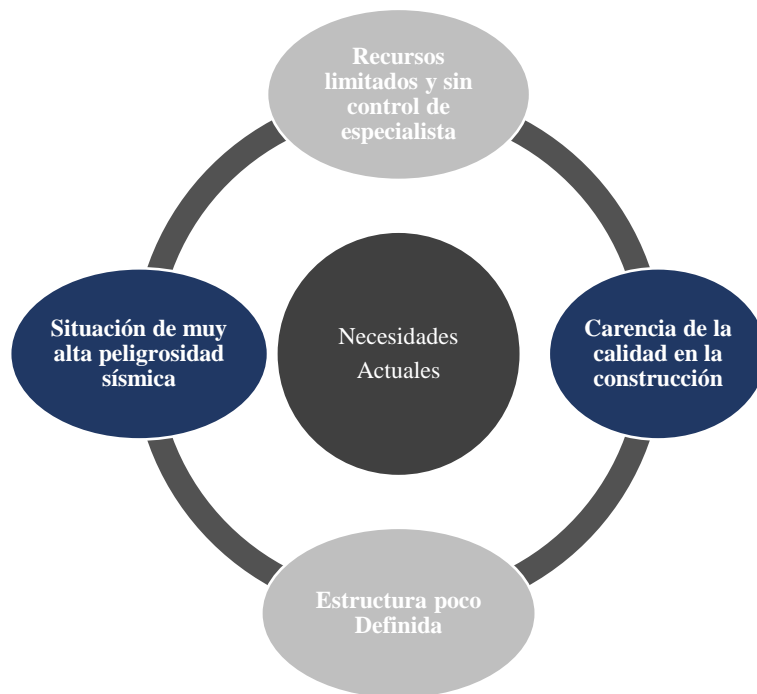 Recursos
limitados y sin
control de
especialista
Situación de muy
alta peligrosidad
sísmica
Necesidades
Actuales
Carencia de la
calidad en la
construcción
Estructura poco
Definida